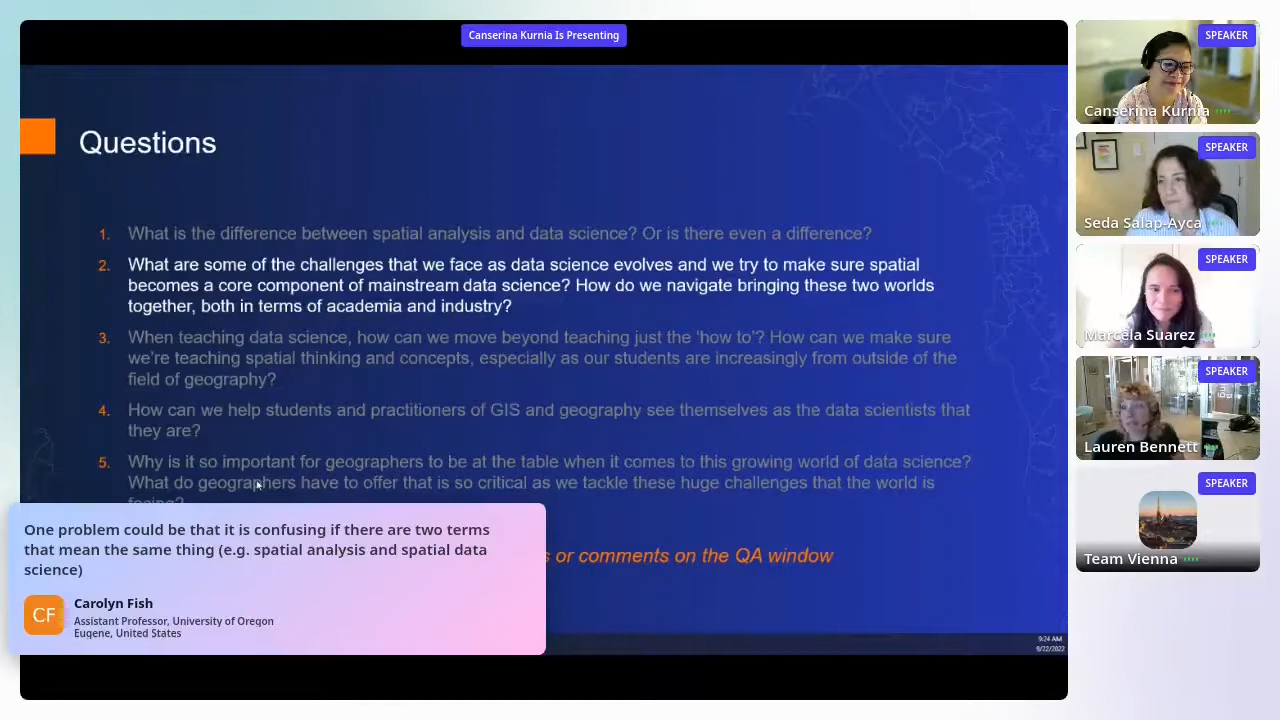 Canserina Kurnia Is Presenting
Questions
1. What is the difference between spatial analysis and data science? Or is there even a difference?
2. What are some of the challenges that we face as data science evolves and we try to make sure spatial
becomes a core component of mainstream data science? How do we navigate bringing these two worlds
together, both in terms of academia and industry?
3. When teaching data science, how can we move beyond teaching just the 'how to'? How can we make sure
we're teaching spatial thinking and concepts, especially as our students are increasingly from outside of the
field of geography?
4. How can we help students and practitioners of GIS and geography see themselves as the data scientists that
they are?
5. Why is it so important for geographers to be at the table when it comes to this growing world of data science?
What do geographers have to offer that is so critical as we tackle these huge challenges that the world is
facing?
or comments on the QA window
One problem could be that it is confusing if there are two terms
that mean the same thing (e.g. spatial analysis and spatial data
science)
CF
Carolyn Fish
Assistant Professor, University of Oregon
Eugene, United States
9:24 AM
9/22/2022
SPEAKER
Canserina Kurnia
SPEAKER
Seda Salap-Ayca
SPEAKER
Marcela Suarez
SPEAKER
Lauren Bennett
SPEAKER
Team Vienna